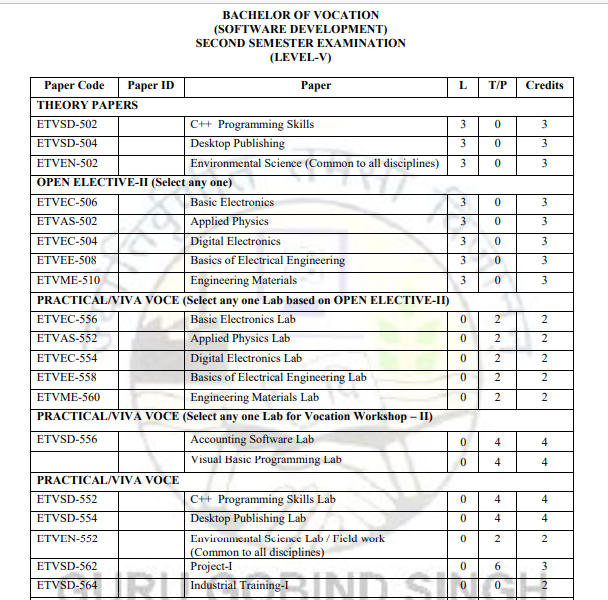 BACHELOR OF VOCATION
(SOFTWARE DEVELOPMENT)
SECOND SEMESTER EXAMINATION
(LEVEL-V)
Paper Code Paper ID Paper L T/P Credits
THEORY PAPERS
ETVSD-502 C++ Programming Skills 3 0 3
ETVSD-504 Desktop Publishing 3 0 3
ETVEN-502 Environmental Science (Common to all disciplines) 3 0 3
OPEN ELECTIVE-II (Select any one)
ETVEC-506 Basic Electronics 3 0 3
ETVAS-502 Applied Physics 3 0 3
ETVEC-504 Digital Electronics 3 0 3
ETVEE-508 Basics of Electrical Engineering 3 0 3
ETVME-510 Engineering Materials 3 0 3
PRACTICAL/VIVA VOCE (Select any one Lab based on OPEN ELECTIVE-II)
ETVEC-556 Basic Electronics Lab 0 2 2
ETVAS-552 Applied Physics Lab 0 2 2
ETVEC-554 Digital Electronics Lab 0 2 2
ETVEE-558 Basics of Electrical Engineering Lab 0 2 2
ETVME-560 Engineering Materials Lab 0 2 2
PRACTICAL/VIVA VOCE (Select any one Lab for Vocation Workshop – II)
ETVSD-556 Accounting Software Lab 0 4 4
Visual Basic Programming Lab 0 4 4
PRACTICAL/VIVA VOCE
ETVSD-552 C++ Programming Skills Lab 0 4 4
ETVSD-554 Desktop Publishing Lab 0 4 4
ETVEN-552 Environmental Science Lab / Field work 0 2 2
(Common to all disciplines)
ETVSD-562 Project-I 0 6 3
ETVSD-564 Industrial Training-I 0 0 2
GURU GOBIND SINGH